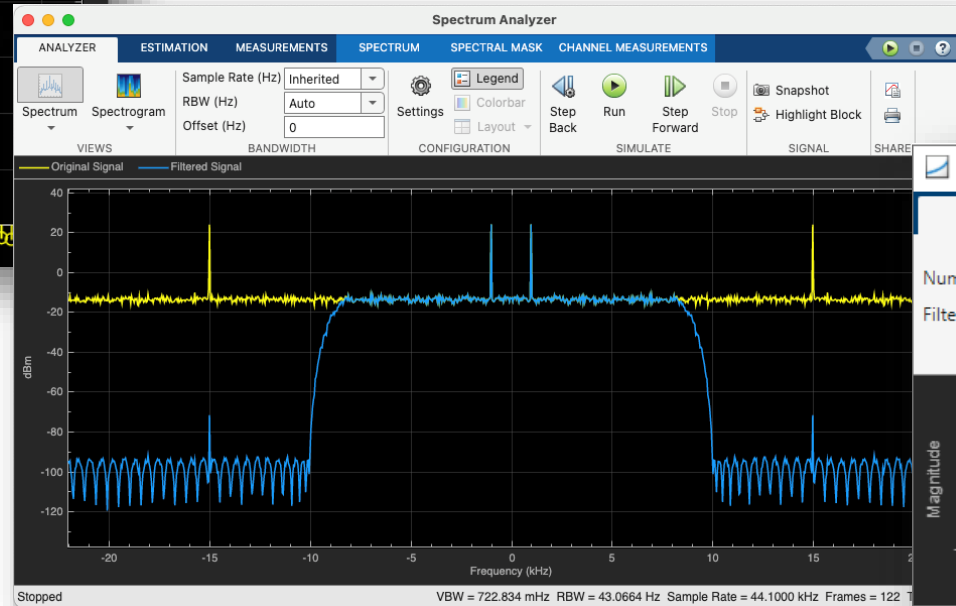 Spectrum Analyzer
ANALYZER ESTIMATION MEASUREMENTS SPECTRUM SPECTRAL MASK CHANNEL MEASUREMENTS
Spectrum
Spectrogram
VIEWS
Sample Rate (Hz) Inherited
RBW (Hz) Auto
Offset (Hz) 0
BANDWIDTH
Settings
Legend
Colorbar
Layout
CONFIGURATION
Step Back
Run
Step Forward
Stop
SIMULATE
Snapshot
Highlight Block
SIGNAL
SHARE
Original Signal Filtered Signal
40
20
0
-20
-40
-60
-80
-100
-120
dBm
-20 -15 -10 -5 0 5 10 15
Frequency (kHz)
Stopped VBW = 722.834 mHz RBW = 43.0664 Hz Sample Rate = 44.1000 kHz Frames = 122
Magnitude